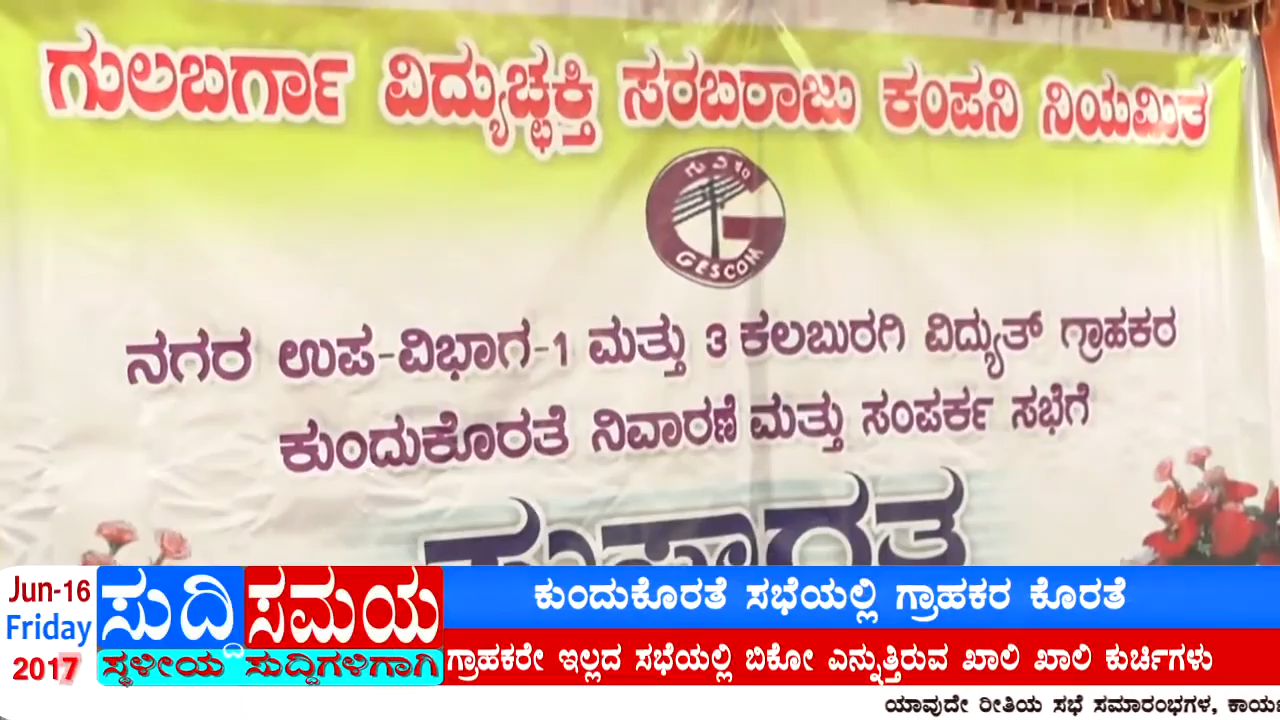 ಗುಲಬರ್ಗಾ ವಿದ್ಯುಚ್ಛಕ್ತಿ ಸರಬರಾಜು ಕಂಪನಿ ನಿಯಮಿತ
ಗು ವಿ ಕಂ
GESCOM
ನಗರ ಉಪ-ವಿಭಾಗ-1 ಮತ್ತು 3 ಕಲಬುರಗಿ ವಿದ್ಯುತ್ ಗ್ರಾಹಕರ
ಕುಂದುಕೊರತೆ ನಿವಾರಣೆ ಮತ್ತು ಸಂಪರ್ಕ ಸಭೆಗೆ
Jun-16
Friday
2017
ಸುದ್ದಿ ಸಮಯ
ಸ್ಥಳೀಯ ಸುದ್ದಿಗಳಿಗಾಗಿ
ಕುಂದುಕೊರತೆ ಸಭೆಯಲ್ಲಿ ಗ್ರಾಹಕರ ಕೊರತೆ
ಗ್ರಾಹಕರೇ ಇಲ್ಲದ ಸಭೆಯಲ್ಲಿ ಬಿಕೋ ಎನ್ನುತ್ತಿರುವ ಖಾಲಿ ಖಾಲಿ ಕುರ್ಚಿಗಳು
ಯಾವುದೇ ರೀತಿಯ ಸಭೆ ಸಮಾರಂಭಗಳ,